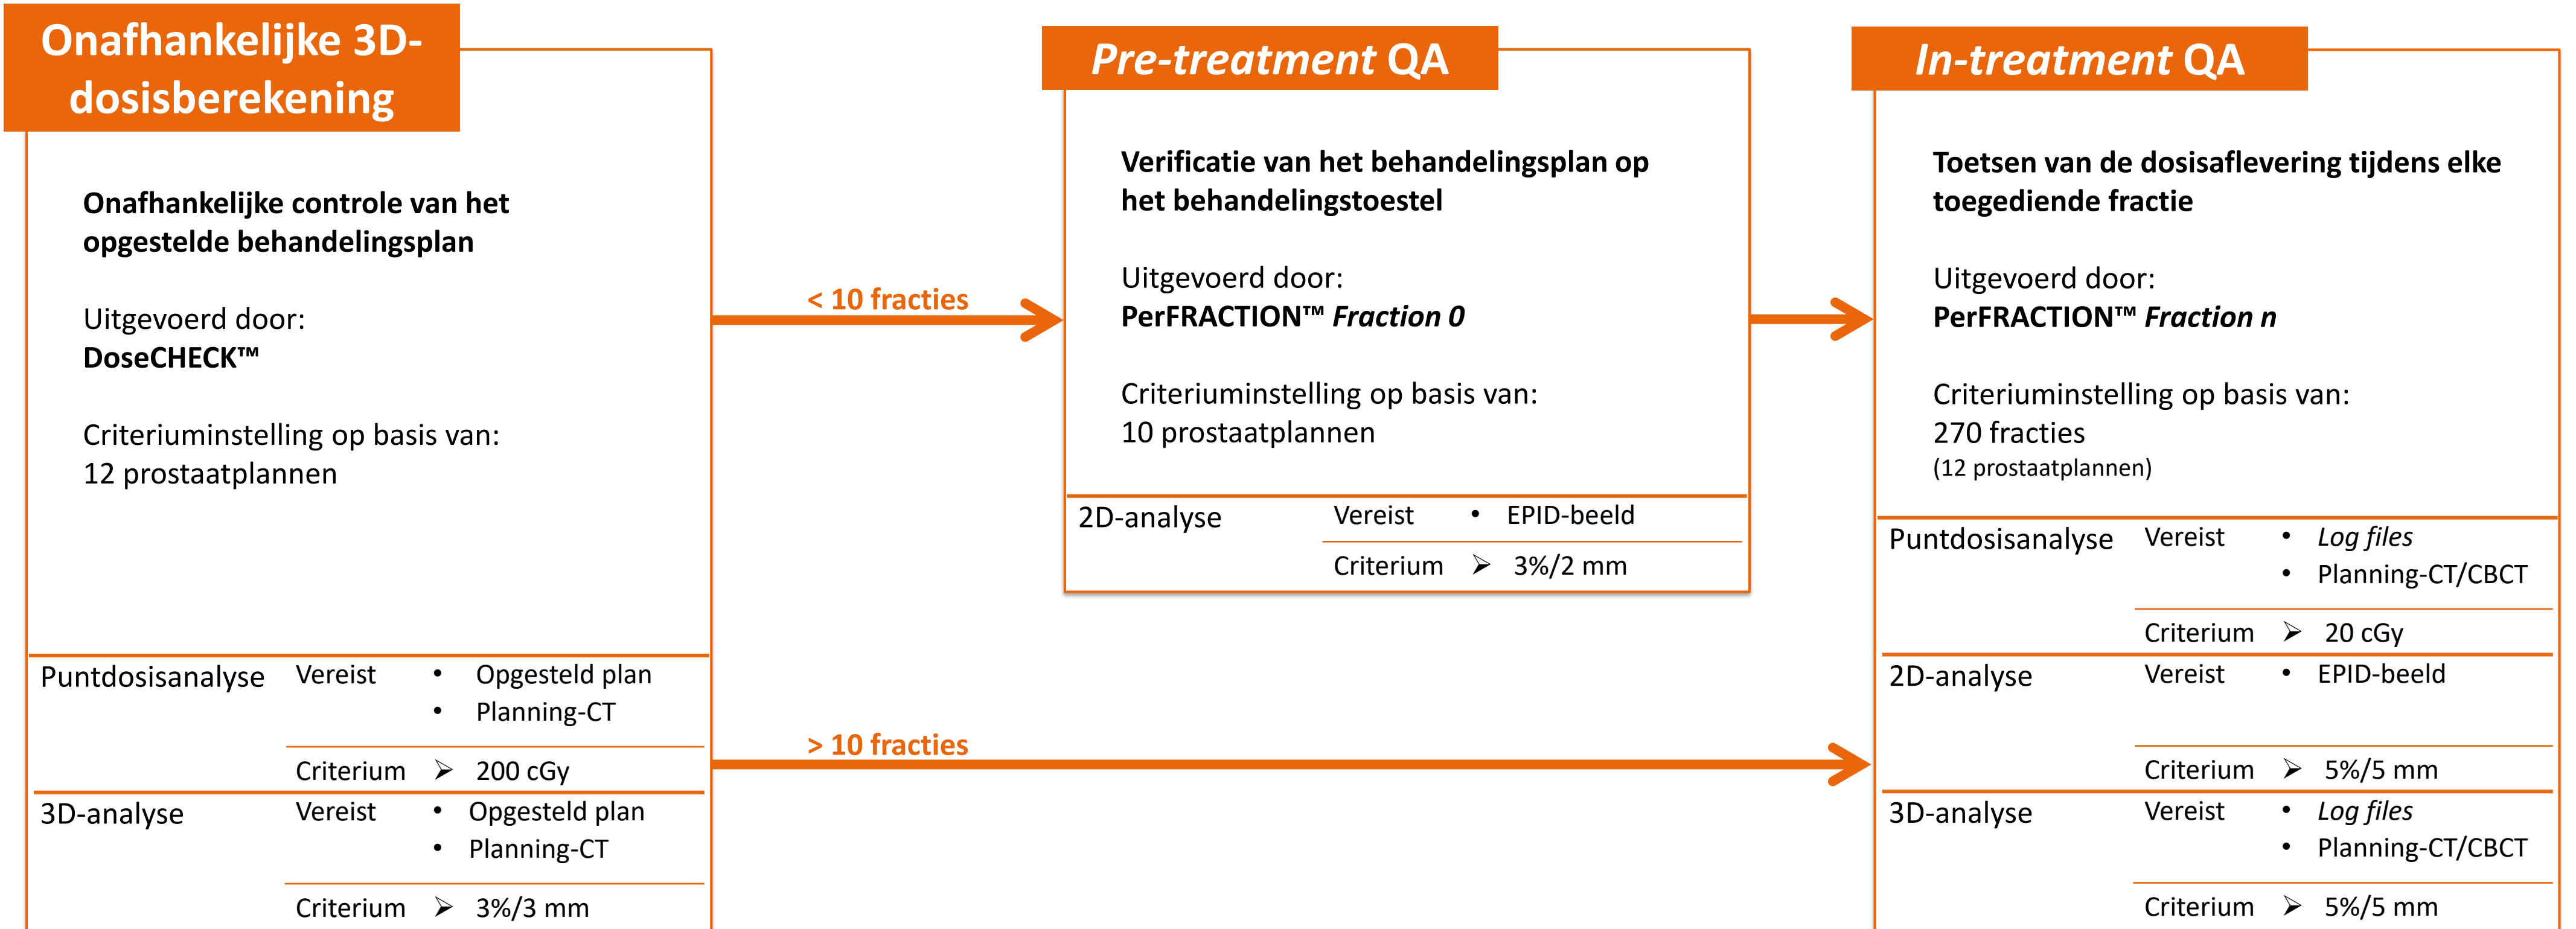 Onafhankelijke 3D-
dosisberekening
Onafhankelijke controle van het
opgestelde behandelingsplan
Uitgevoerd door:
DoseCHECK™
Criteriuminstelling op basis van:
12 prostaatplannen
Puntdosisanalyse Vereist • Opgesteld plan
• Planning-CT
Criterium ➢ 200 cGy
3D-analyse Vereist • Opgesteld plan
• Planning-CT
Criterium ➢ 3%/3 mm
< 10 fracties
> 10 fracties
Pre-treatment QA
Verificatie van het behandelingsplan op
het behandelingstoestel
Uitgevoerd door:
PerFRACTION™ Fraction 0
Criteriuminstelling op basis van:
10 prostaatplannen
2D-analyse Vereist • EPID-beeld
Criterium ➢ 3%/2 mm
In-treatment QA
Toetsen van de dosisaflevering tijdens elke
toegediende fractie
Uitgevoerd door:
PerFRACTION™ Fraction n
Criteriuminstelling op basis van:
270 fracties
(12 prostaatplannen)
Puntdosisanalyse Vereist • Log files
• Planning-CT/CBCT
Criterium ➢ 20 cGy
2D-analyse Vereist • EPID-beeld
Criterium ➢ 5%/5 mm
3D-analyse Vereist • Log files
• Planning-CT/CBCT
Criterium ➢ 5%/5 mm